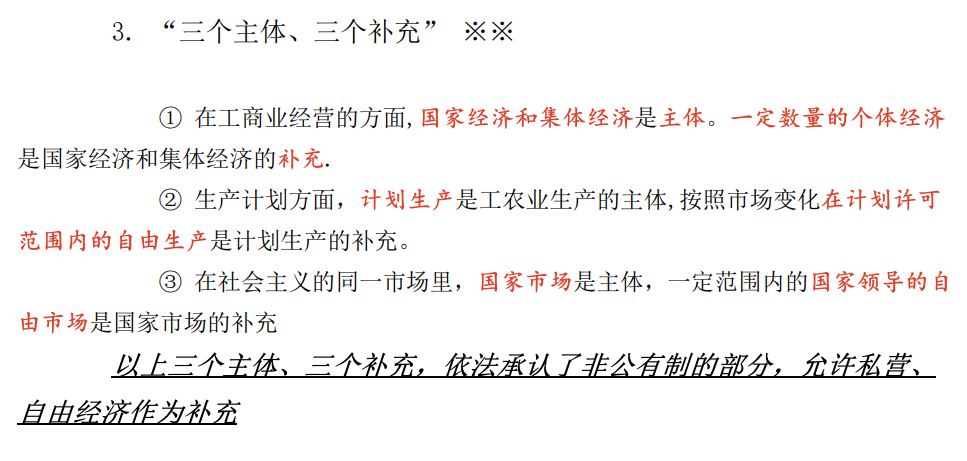 3. “三个主体、三个补充” ※※
① 在工商业经营的方面,国家经济和集体经济是主体。一定数量的个体经济
是国家经济和集体经济的补充.
② 生产计划方面，计划生产是工农业生产的主体,按照市场变化在计划许可
范围内的自由生产是计划生产的补充。
③ 在社会主义的同一市场里，国家市场是主体，一定范围内的国家领导的自
由市场是国家市场的补充
以上三个主体、三个补充，依法承认了非公有制的部分，允许私营、
自由经济作为补充